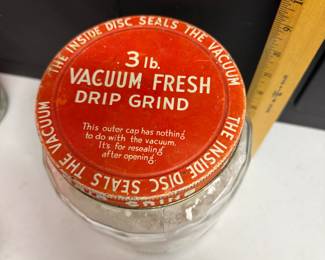 THE INSIDE DISC SEALS THE VACUUM
3 lb.
VACUUM FRESH
DRIP GRIND
This outer cap has nothing
to do with the vacuum.
It's for resealing
after opening.
THE INSIDE DISC SEALS THE VACUUM